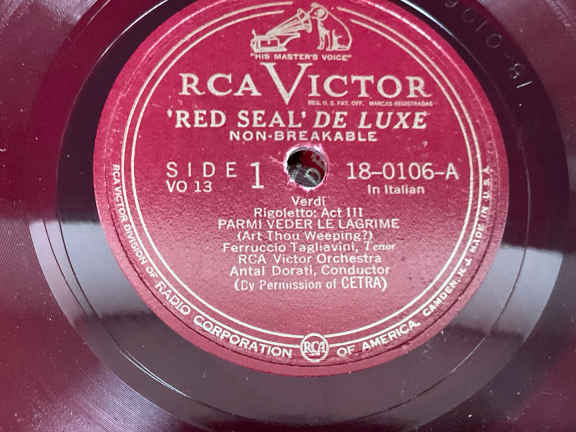 "HIS MASTER'S VOICE"
RCA VICTOR
REG. U. S. PAT. OFF. MARCAS REGISTRADAS
'RED SEAL' DE LUXE
NON-BREAKABLE
SIDE 1 18-0106-A
VO 13 In Italian
Verdi
Rigoletto: Act III
PARMI VEDER LE LAGRIME
(Art Thou Weeping?)
Ferruccio Tagliavini, Tenor
RCA Victor Orchestra
Antal Dorati, Conductor
(By Permission of CETRA)
RCA VICTOR DIVISION OF RADIO CORPORATION OF AMERICA, CAMDEN, N. J. MADE IN U.S.A.
RCA